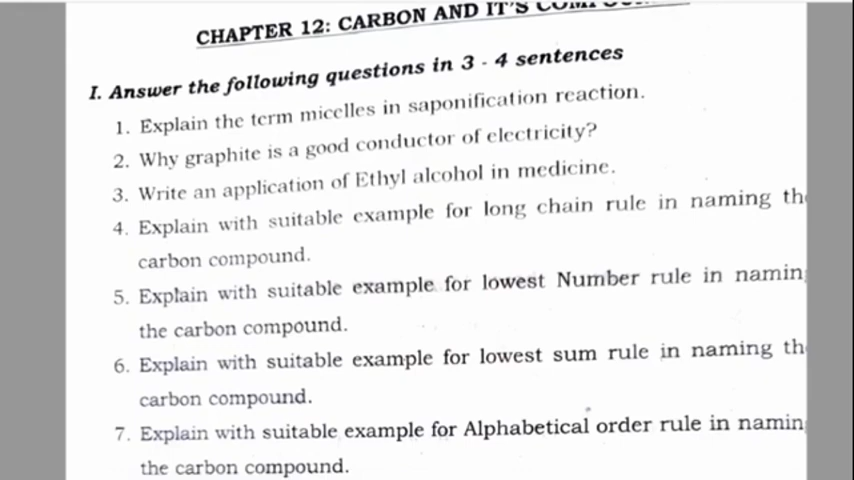 CHAPTER 12: CARBON AND IT'S
I. Answer the following questions in 3 - 4 sentences
1. Explain the term micelles in saponification reaction.
2. Why graphite is a good conductor of electricity?
3. Write an application of Ethyl alcohol in medicine.
4. Explain with suitable example for long chain rule in naming
carbon compound.
5. Explain with suitable example for lowest Number rule in
the carbon compound.
6. Explain with suitable example for lowest sum rule in naming
carbon compound.
7. Explain with suitable example for Alphabetical order rule in
the carbon compound.